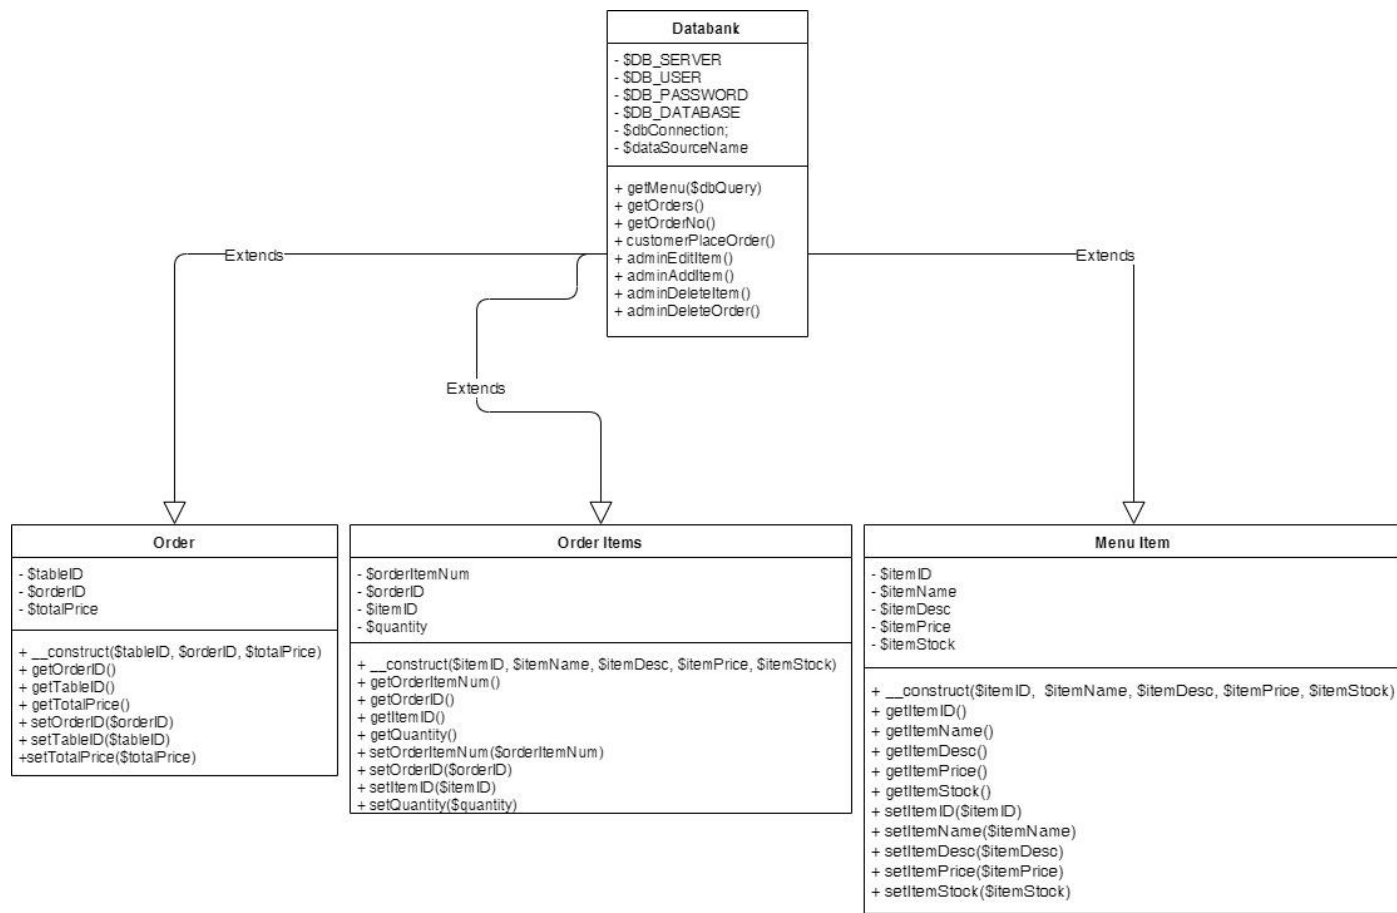 Databank
- $DB_SERVER
- $DB_USER
- $DB_PASSWORD
- $DB_DATABASE
- $dbConnection;
- $dataSourceName
+ getMenu($dbQuery)
+ getOrders()
+ getOrderNo()
+ customerPlaceOrder()
+ adminEditItem()
+ adminAddItem()
+ adminDeleteItem()
+ adminDeleteOrder()
Extends
Extends
Extends
Order
- $tableID
- $orderID
- $totalPrice
+ __construct($tableID, $orderID, $totalPrice)
+ getOrderID()
+ getTableID()
+ getTotalPrice()
+ setOrderID($orderID)
+ setTableID($tableID)
+setTotalPrice($totalPrice)
Order Items
- $orderItemNum
- $orderID
- $itemID
- $quantity
+ __construct($itemID, $itemName, $itemDesc, $itemPrice, $itemStock)
+ getOrderItemNum()
+ getOrderID()
+ getItemID()
+ getQuantity()
+ setOrderItemNum($orderItemNum)
+ setOrderID($orderID)
+ setItemID($itemID)
+ setQuantity($quantity)
Menu Item
- $itemID
- $itemName
- $itemDesc
- $itemPrice
- $itemStock
+ __construct($itemID, $itemName, $itemDesc, $itemPrice, $itemStock)
+ getItemID()
+ getItemName()
+ getItemDesc()
+ getItemPrice()
+ getItemStock()
+ setItemID($itemID)
+ setItemName($itemName)
+ setItemDesc($itemDesc)
+ setItemPrice($itemPrice)
+ setItemStock($itemStock)